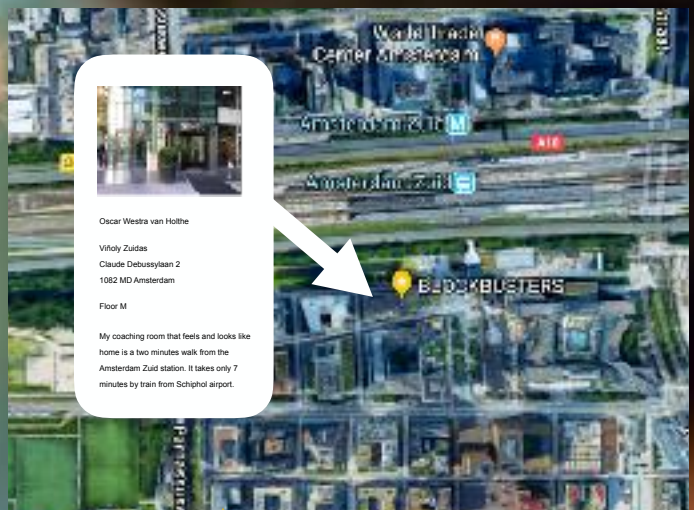 World Trade
Center Amsterdam
Amsterdam Zuid
M
A10
Amsterdam Zuid
BLOCKBUSTERS
Oscar Westra van Holthe
Viñoly Zuidas
Claude Debussylaan 2
1082 MD Amsterdam
Floor M
My coaching room that feels and looks like
home is a two minutes walk from the
Amsterdam Zuid station. It takes only 7
minutes by train from Schiphol airport.